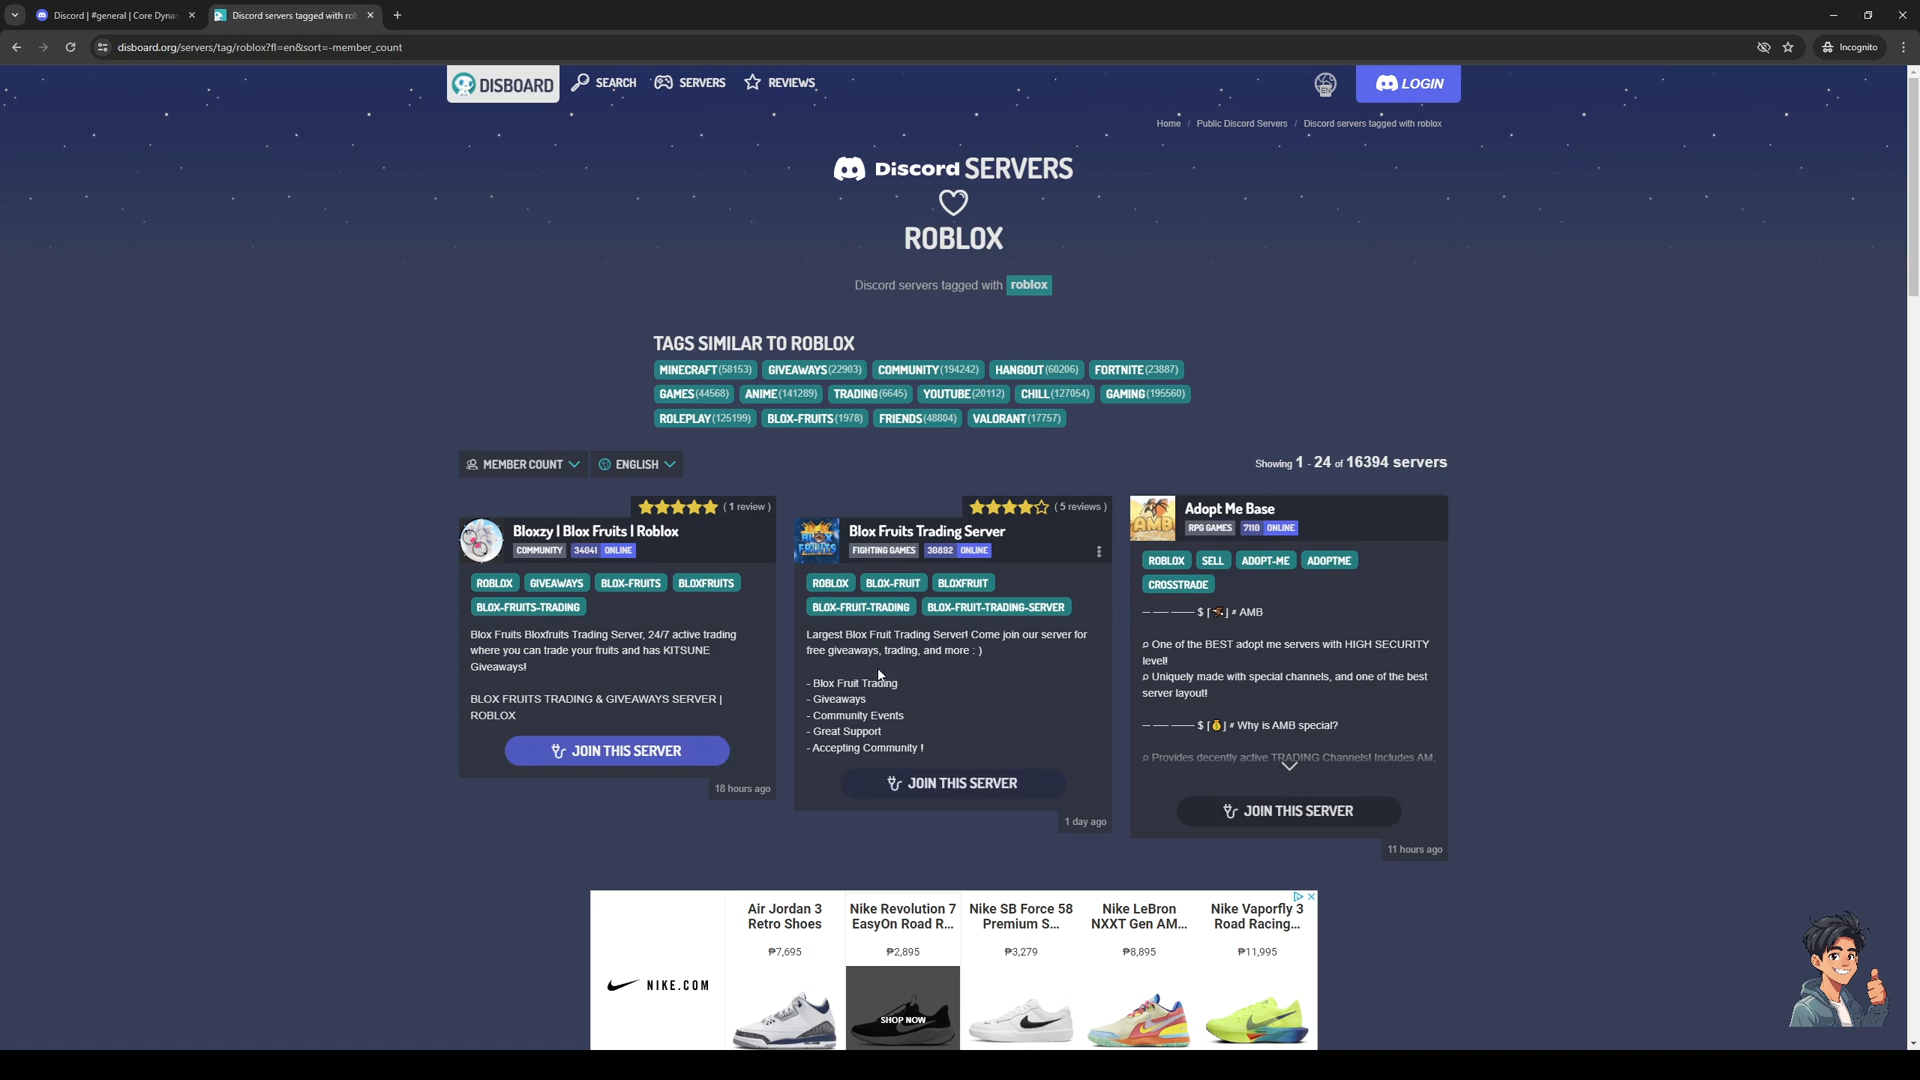 Discord | #general | Core Dynam
Discord servers tagged with rob
disboard.org/servers/tag/roblox?fl=en&sort=-member_count
Incognito
DISBOARD
SEARCH
SERVERS
REVIEWS
EN
LOGIN
Home / Public Discord Servers / Discord servers tagged with roblox
Discord SERVERS
ROBLOX
Discord servers tagged with roblox
TAGS SIMILAR TO ROBLOX
MINECRAFT(58153) GIVEAWAYS(22903) COMMUNITY(194242) HANGOUT(60206) FORTNITE(23887)
GAMES(44568) ANIME(141289) TRADING(6645) YOUTUBE(20112) CHILL(127054) GAMING(195560)
ROLEPLAY(125199) BLOX-FRUITS(1978) FRIENDS(48804) VALORANT(17757)
MEMBER COUNT
ENGLISH
Showing 1 - 24 of 16394 servers
( 1 review )
Bloxzy | Blox Fruits | Roblox
COMMUNITY 34041 ONLINE
ROBLOX GIVEAWAYS BLOX-FRUITS BLOXFRUITS
BLOX-FRUITS-TRADING
Blox Fruits Bloxfruits Trading Server, 24/7 active trading
where you can trade your fruits and has KITSUNE
Giveaways!
BLOX FRUITS TRADING & GIVEAWAYS SERVER |
ROBLOX
JOIN THIS SERVER
18 hours ago
( 5 reviews )
BLOX FRUITS
Blox Fruits Trading Server
FIGHTING GAMES 30892 ONLINE
ROBLOX BLOX-FRUIT BLOXFRUIT
BLOX-FRUIT-TRADING BLOX-FRUIT-TRADING-SERVER
Largest Blox Fruit Trading Server! Come join our server for
free giveaways, trading, and more : )
- Blox Fruit Trading
- Giveaways
- Community Events
- Great Support
- Accepting Community !
JOIN THIS SERVER
1 day ago
AMB
Adopt Me Base
RPG GAMES 7110 ONLINE
ROBLOX SELL ADOPT-ME ADOPTME
CROSSTRADE
— —– —–– $ [🐕] # AMB
ρ One of the BEST adopt me servers with HIGH SECURITY
level!
ρ Uniquely made with special channels, and one of the best
server layout!
— —– —–– $ [💰] # Why is AMB special?
ρ Provides decently active TRADING Channels! Includes AM,
JOIN THIS SERVER
11 hours ago
NIKE.COM
Air Jordan 3
Retro Shoes
₱7,695
Nike Revolution 7
EasyOn Road R...
₱2,895
SHOP NOW
Nike SB Force 58
Premium S...
₱3,279
Nike LeBron
NXXT Gen AM...
₱8,895
Nike Vaporfly 3
Road Racing...
₱11,995